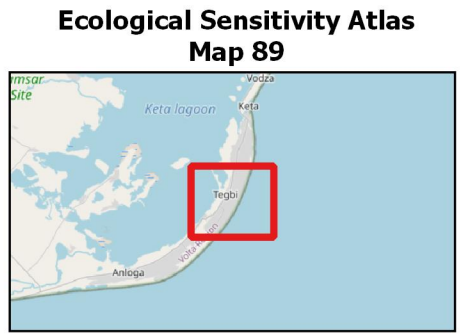 Ecological Sensitivity Atlas
Map 89
Vodza
msar
Site
Keta lagoon
Keta
Tegbi
Volta Region
Anloga